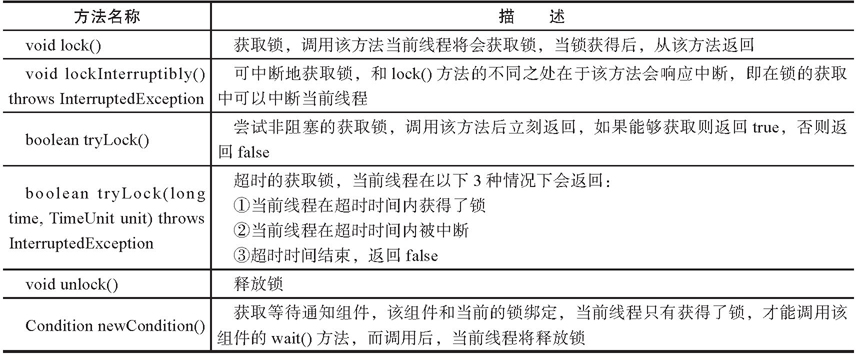 方法名称 描 述
void lock() 获取锁，调用该方法当前线程将会获取锁，当锁获得后，从该方法返回
void lockInterruptibly() throws InterruptedException
可中断地获取锁，和 lock() 方法的不同之处在于该方法会响应中断，即在锁的获取
中可以中断当前线程
boolean tryLock()
尝试非阻塞的获取锁，调用该方法后立刻返回，如果能够获取则返回 true，否则返
回 false
boolean tryLock(long
time, TimeUnit unit) throws
InterruptedException
超时的获取锁，当前线程在以下 3 种情况下会返回：
①当前线程在超时时间内获得了锁
②当前线程在超时时间内被中断
③超时时间结束，返回 false
void unlock() 释放锁
Condition newCondition()
获取等待通知组件，该组件和当前的锁绑定，当前线程只有获得了锁，才能调用该
组件的 wait() 方法，而调用后，当前线程将释放锁